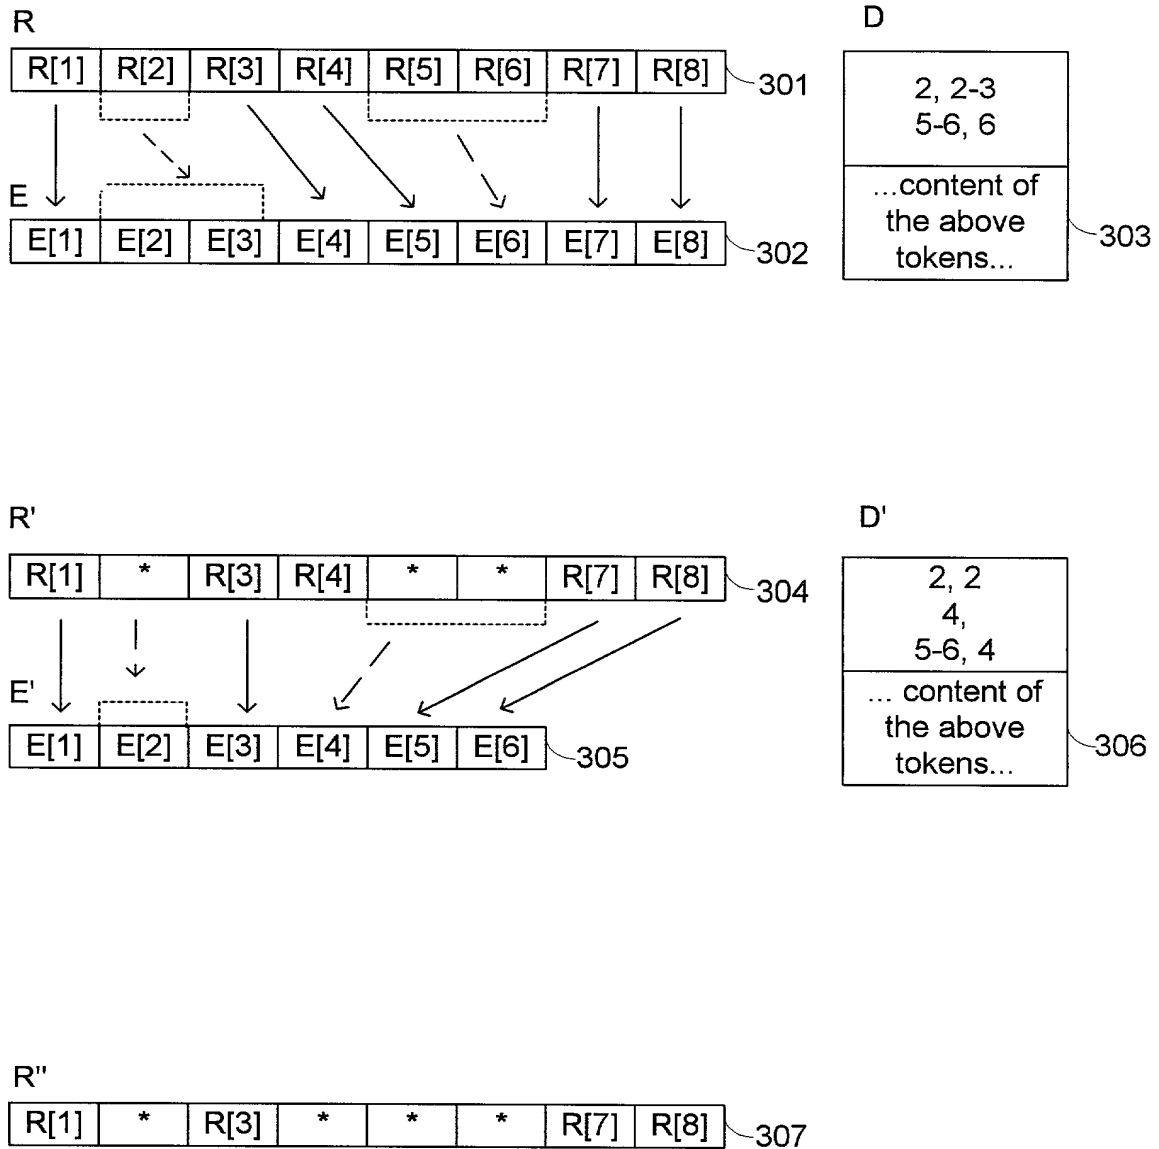 R
D
R[1] R[2] R[3] R[4] R[5] R[6] R[7] R[8] 301
2, 2-3
5-6, 6
...content of
the above
tokens...
303
E
E[1] E[2] E[3] E[4] E[5] E[6] E[7] E[8] 302
R'
D'
R[1] * R[3] R[4] * * R[7] R[8] 304
2, 2
4,
5-6, 4
... content of
the above
tokens...
306
E'
E[1] E[2] E[3] E[4] E[5] E[6] 305
R"
R[1] * R[3] * * * R[7] R[8] 307